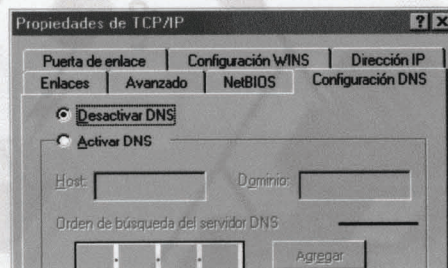 Propiedades de TCP/IP
Puerta de enlace Configuración WINS Dirección IP
Enlaces Avanzado NetBIOS Configuración DNS
Desactivar DNS
Activar DNS
Host: Dominio:
Orden de búsqueda del servidor DNS
Agregar